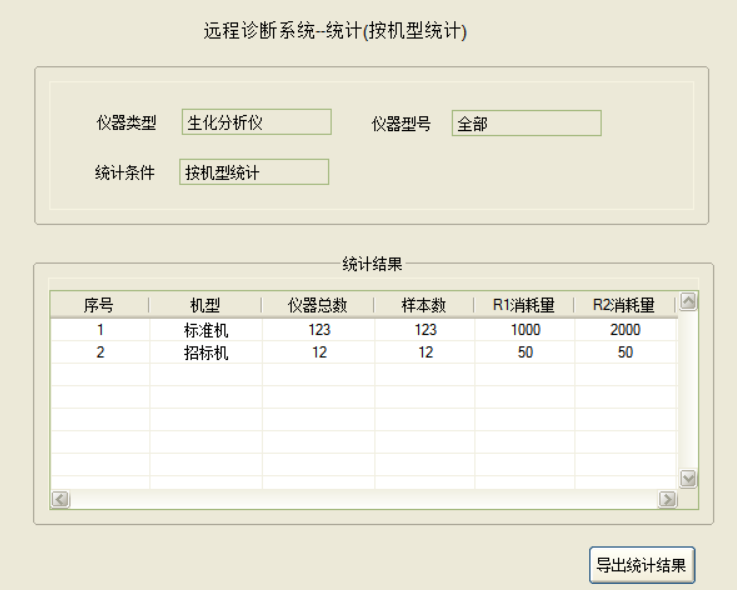 远程诊断系统--统计(按机型统计)
仪器类型 生化分析仪 仪器型号 全部
统计条件 按机型统计
统计结果
序号 机型 仪器总数 样本数 R1消耗量 R2消耗量
1 标准机 123 123 1000 2000
2 招标机 12 12 50 50
导出统计结果